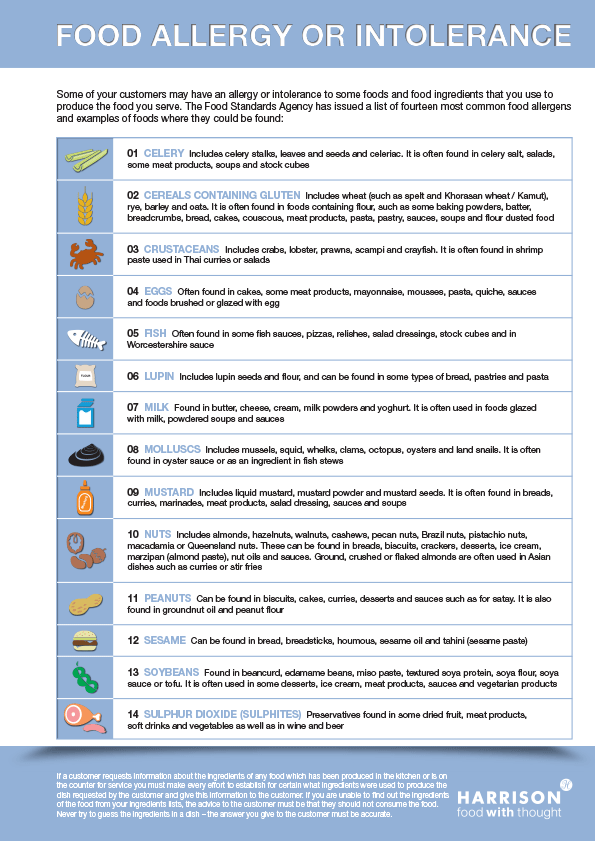 FOOD ALLERGY OR INTOLERANCE
Some of your customers may have an allergy or intolerance to some foods and food ingredients that you use to
produce the food you serve. The Food Standards Agency has issued a list of fourteen most common food allergens
and examples of foods where they could be found:
01 CELERY Includes celery stalks, leaves and seeds and celeriac. It is often found in celery salt, salads,
some meat products, soups and stock cubes
02 CEREALS CONTAINING GLUTEN Includes wheat (such as spelt and Khorasan wheat / Kamut),
rye, barley and oats. It is often found in foods containing flour, such as some baking powders, batter,
breadcrumbs, bread, cakes, couscous, meat products, pasta, pastry, sauces, soups and flour dusted food
03 CRUSTACEANS Includes crabs, lobster, prawns, scampi and crayfish. It is often found in shrimp
paste used in Thai curries or salads
04 EGGS Often found in cakes, some meat products, mayonnaise, mousses, pasta, quiche, sauces
and foods brushed or glazed with egg
05 FISH Often found in some fish sauces, pizzas, relishes, salad dressings, stock cubes and in
Worcestershire sauce
FLOUR
06 LUPIN Includes lupin seeds and flour, and can be found in some types of bread, pastries and pasta
07 MILK Found in butter, cheese, cream, milk powders and yoghurt. It is often used in foods glazed
with milk, powdered soups and sauces
08 MOLLUSCS Includes mussels, squid, whelks, clams, octopus, oysters and land snails. It is often
found in oyster sauce or as an ingredient in fish stews
09 MUSTARD Includes liquid mustard, mustard powder and mustard seeds. It is often found in breads,
curries, marinades, meat products, salad dressing, sauces and soups
10 NUTS Includes almonds, hazelnuts, walnuts, cashews, pecan nuts, Brazil nuts, pistachio nuts,
macadamia or Queensland nuts. These can be found in breads, biscuits, crackers, desserts, ice cream,
marzipan (almond paste), nut oils and sauces. Ground, crushed or flaked almonds are often used in Asian
dishes such as curries or stir fries
11 PEANUTS Can be found in biscuits, cakes, curries, desserts and sauces such as for satay. It is also
found in groundnut oil and peanut flour
12 SESAME Can be found in bread, breadsticks, houmous, sesame oil and tahini (sesame paste)
13 SOYBEANS Found in beancurd, edamame beans, miso paste, textured soya protein, soya flour, soya
sauce or tofu. It is often used in some desserts, ice cream, meat products, sauces and vegetarian products
14 SULPHUR DIOXIDE (SULPHITES) Preservatives found in some dried fruit, meat products,
soft drinks and vegetables as well as in wine and beer
If a customer requests information about the ingredients of any food which has been produced in the kitchen or is on
the counter for service you must make every effort to establish for certain what ingredients were used to produce the
dish requested by the customer and give this information to the customer. If you are unable to find out the ingredients
of the food from your ingredients lists, the advice to the customer must be that they should not consume the food.
Never try to guess the ingredients in a dish – the answer you give to the customer must be accurate.
HARRISON
food with thought